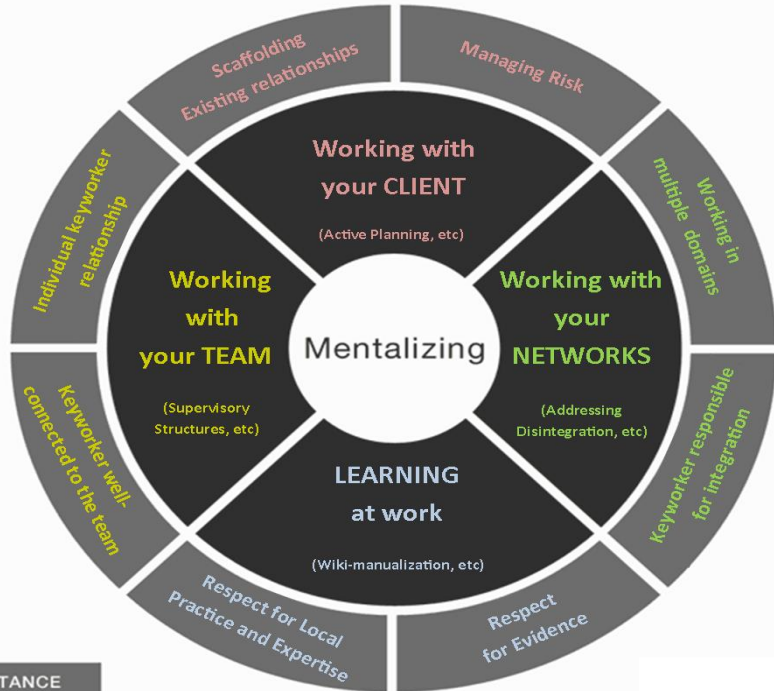 Scaffolding
Existing relationships
Managing Risk
Individual keyworker
relationship
Working in
multiple domains
Working with
your CLIENT
(Active Planning, etc)
Working
with
your TEAM
(Supervisory
Structures, etc)
Mentalizing
Working with
your
NETWORKS
(Addressing
Disintegration, etc)
LEARNING
at work
(Wiki-manualization, etc)
Keyworker well-
connected to the team
Keyworker responsible
for integration
Respect for Local
Practice and Expertise
Respect
for Evidence
TANCE